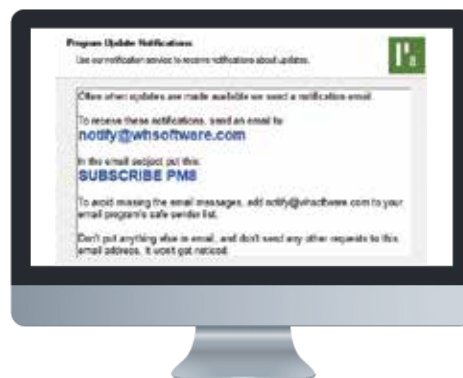 Program Update Notifications
Use our notification service to receive notifications about updates.
P8
Often when updates are made available we send a notification email.
To receive these notifications, send an email to
notify@whsoftware.com
In the email subject put this:
SUBSCRIBE PM8
To avoid missing the email messages, add notify@whsoftware.com to your
email program's safe sender list.
Don't put anything else in email, and don't send any other requests to this
email address, it won't get noticed.